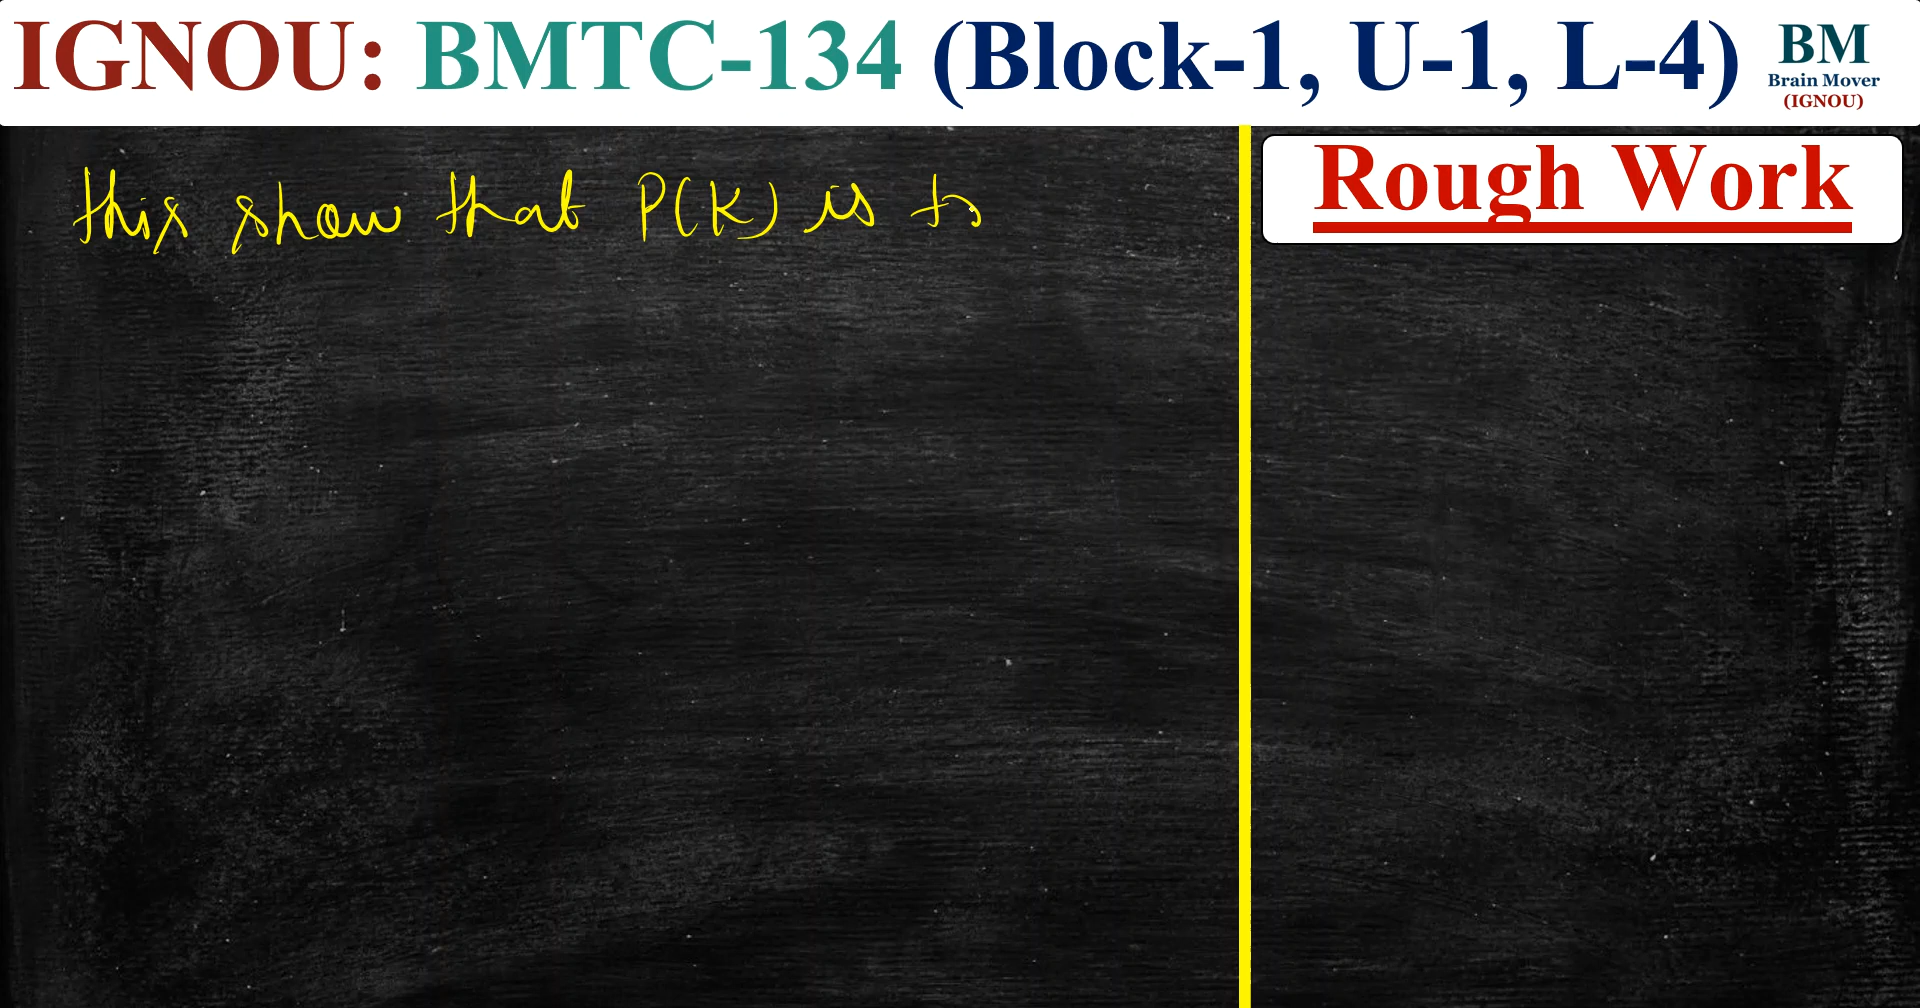 IGNOU: BMTC-134 (Block-1, U-1, L-4)
BM
Brain Mover
(IGNOU)
Rough Work
this show that P(K) is